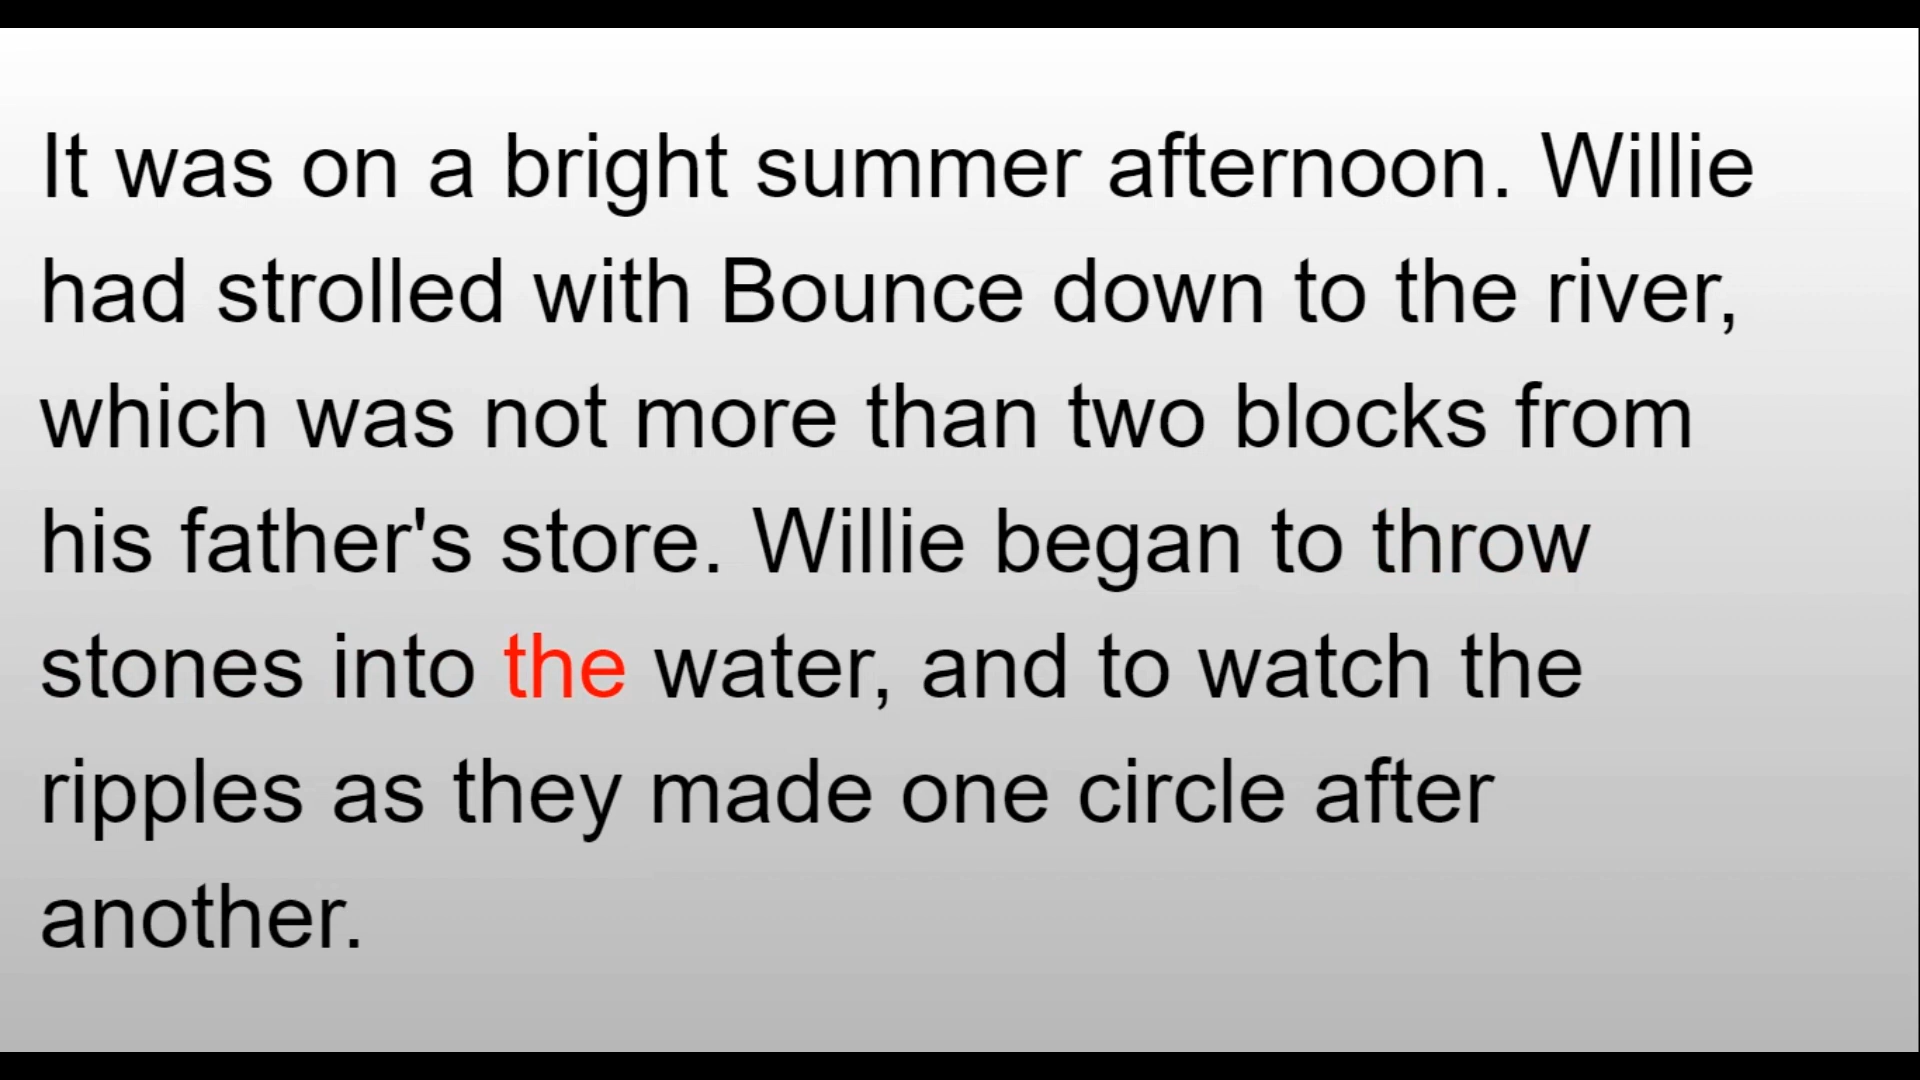 It was on a bright summer afternoon. Willie
had strolled with Bounce down to the river,
which was not more than two blocks from
his father's store. Willie began to throw
stones into the water, and to watch the
ripples as they made one circle after
another.